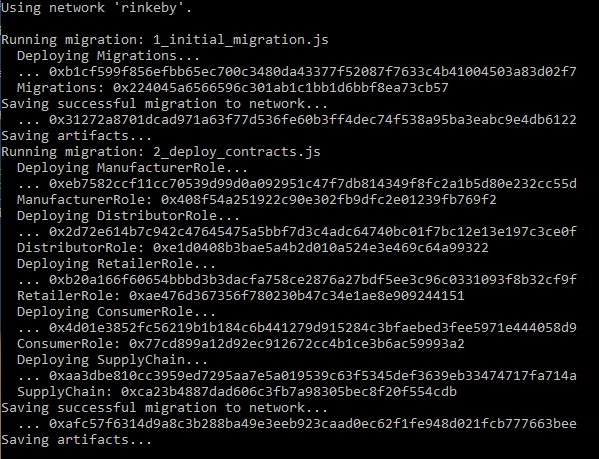 Using network 'rinkeby'.
Running migration: 1_initial_migration.js
Deploying Migrations...
... 0xb1cf599f856efbb65ec700c3480da43377f52087f7633c4b41004503a83d02f7
Migrations: 0x224045a6566596c301ab1c1bb1d6bbf8ea73cb57
Saving successful migration to network...
... 0x31272a8701dcad971a63f77d536fe60b3ff4dec74f538a95ba3eabc9e4db6122
Saving artifacts...
Running migration: 2_deploy_contracts.js
Deploying ManufacturerRole...
... 0xeb7582ccf11cc70539d99d0a092951c47f7db814349f8fc2a1b5d80e232cc55d
ManufacturerRole: 0x408f54a251922c90e302fb9dfc2e01239fb769f2
Deploying DistributorRole...
... 0x2d72e614b7c942c47645475a5bbf7d3c4adc64740bc01f7bc12e13e197c3ce0f
DistributorRole: 0xe1d0408b3bae5a4b2d010a524e3e469c64a99322
Deploying RetailerRole...
... 0xb20a166f60654bbbd3b3dacfa758ce2876a27bdf5ee3c96c0331093f8b32cf9f
RetailerRole: 0xae476d367356f780230b47c34e1ae8e909244151
Deploying ConsumerRole...
... 0x4d01e3852fc56219b1b184c6b441279d915284c3bfaebed3fee5971e444058d9
ConsumerRole: 0x77cd899a12d92ec912672cc4b1ce3b6ac59993a2
Deploying SupplyChain...
... 0xaa3dbe810cc3959ed7295aa7e5a019539c63f5345def3639eb33474717fa714a
SupplyChain: 0xca23b4887dad606c3fb7a98305bec8f20f554cdb
Saving successful migration to network...
... 0xafc57f6314d9a8c3b288ba49e3eeb923caad0ec62f1fe948d021fcb777663bee
Saving artifacts...